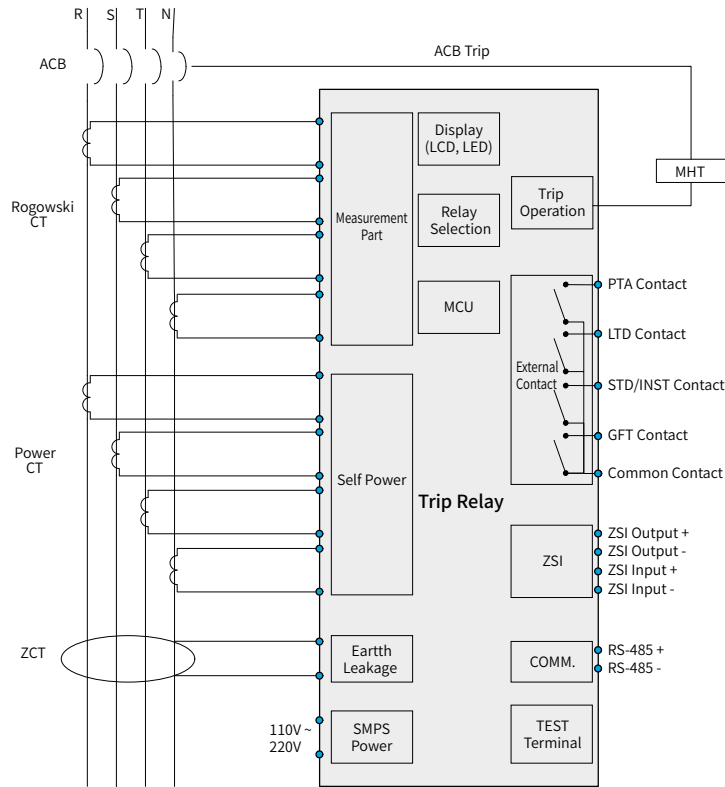 R S T N
ACB
ACB Trip
MHT
Display
(LCD, LED)
Trip
Operation
Rogowski
CT
Measurement
Part
Relay
Selection
MCU
PTA Contact
LTD Contact
External
Contact
STD/INST Contact
GFT Contact
Common Contact
Power
CT
Self Power
Trip Relay
ZSI
ZSI Output +
ZSI Output -
ZSI Input +
ZSI Input -
ZCT
Eartth
Leakage
COMM.
RS-485 +
RS-485 -
110V ~
220V
SMPS
Power
TEST
Terminal